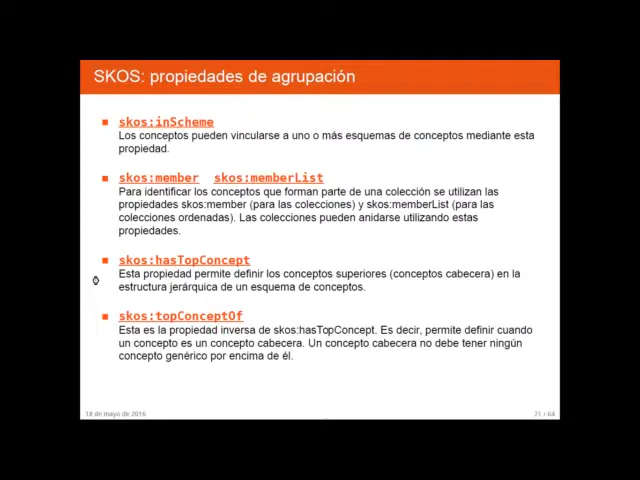 SKOS: propiedades de agrupación
skos:inScheme
Los conceptos pueden vincularse a uno o más esquemas de conceptos mediante esta
propiedad.
skos:member skos:memberList
Para identificar los conceptos que forman parte de una colección se utilizan las
propiedades skos:member (para las colecciones) y skos:memberList (para las
colecciones ordenadas). Las colecciones pueden anidarse utilizando estas
propiedades.
skos:hasTopConcept
Esta propiedad permite definir los conceptos superiores (conceptos cabecera) en la
estructura jerárquica de un esquema de conceptos.
skos:topConceptOf
Esta es la propiedad inversa de skos:hasTopConcept. Es decir, permite definir cuando
un concepto es un concepto cabecera. Un concepto cabecera no debe tener ningún
concepto genérico por encima de él.
18 de mayo de 2016
21 / 64